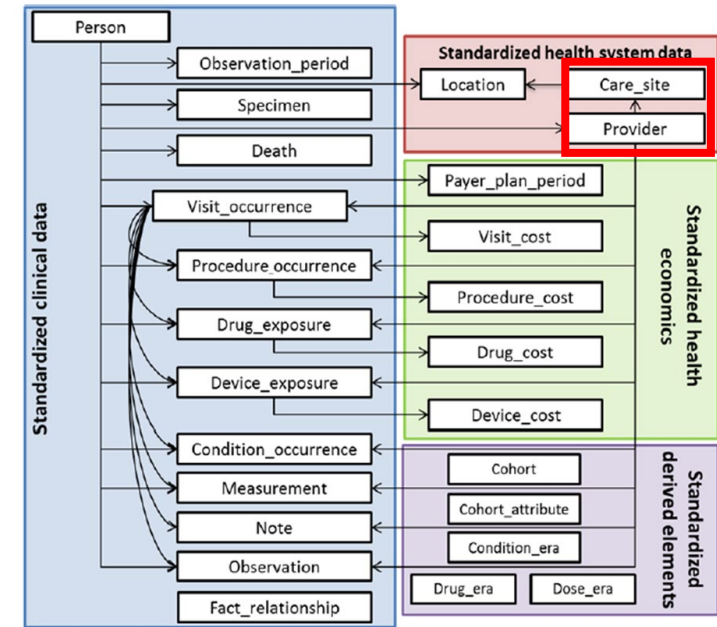 Person
Observation_period
Specimen
Death
Visit_occurrence
Procedure_occurrence
Drug_exposure
Device_exposure
Condition_occurrence
Measurement
Note
Observation
Fact_relationship
Standardized clinical data
Standardized health system data
Location
Care_site
Provider
Payer_plan_period
Visit_cost
Procedure_cost
Drug_cost
Device_cost
Standardized health
economics
Cohort
Cohort_attribute
Condition_era
Drug_era
Dose_era
Standardized
derived elements